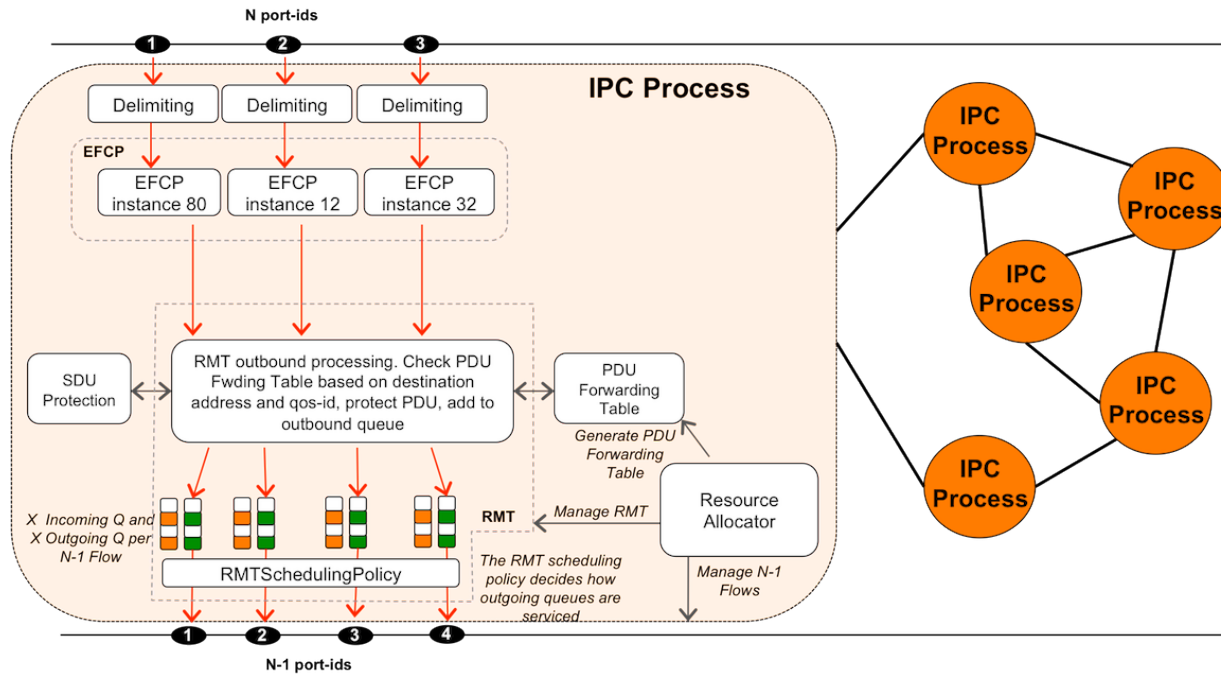 N port-ids
1
2
3
IPC Process
Delimiting
Delimiting
Delimiting
EFCP
EFCP
instance 80
EFCP
instance 12
EFCP
instance 32
SDU
Protection
RMT outbound processing. Check PDU
Fwding Table based on destination
address and qos-id, protect PDU, add to
outbound queue
PDU
Forwarding
Table
Generate PDU
Forwarding
Table
Resource
Allocator
Manage RMT
Manage N-1
Flows
X Incoming Q and
X Outgoing Q per
N-1 Flow
RMT
RMTSchedulingPolicy
The RMT scheduling
policy decides how
outgoing queues are
serviced
1
2
3
4
N-1 port-ids
IPC
Process
IPC
Process
IPC
Process
IPC
Process
IPC
Process